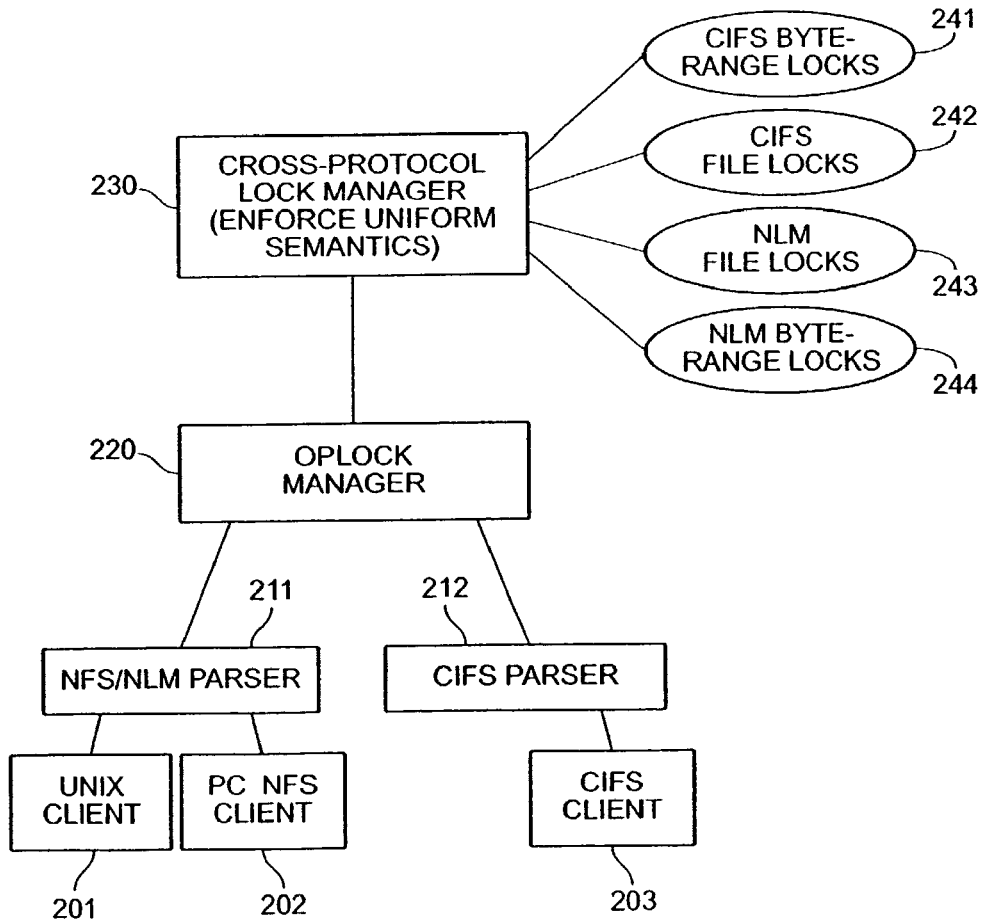 241
CIFS BYTE-
RANGE LOCKS
242
CIFS
FILE LOCKS
230
CROSS-PROTOCOL
LOCK MANAGER
(ENFORCE UNIFORM
SEMANTICS)
NLM
FILE LOCKS
243
NLM BYTE-
RANGE LOCKS
244
220
OPLOCK
MANAGER
211
212
NFS/NLM PARSER
CIFS PARSER
UNIX
CLIENT
PC NFS
CLIENT
CIFS
CLIENT
201
202
203